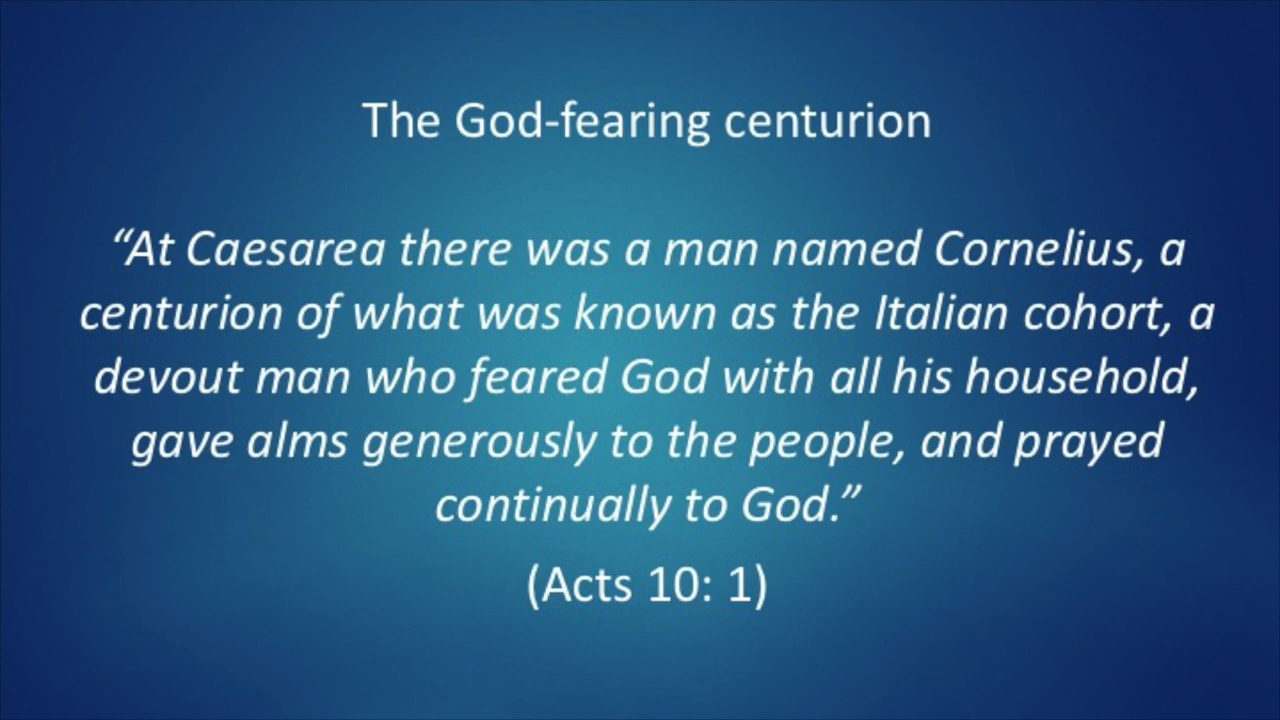 The God-fearing centurion
“At Caesarea there was a man named Cornelius, a
centurion of what was known as the Italian cohort, a
devout man who feared God with all his household,
gave alms generously to the people, and prayed
continually to God.”
(Acts 10: 1)